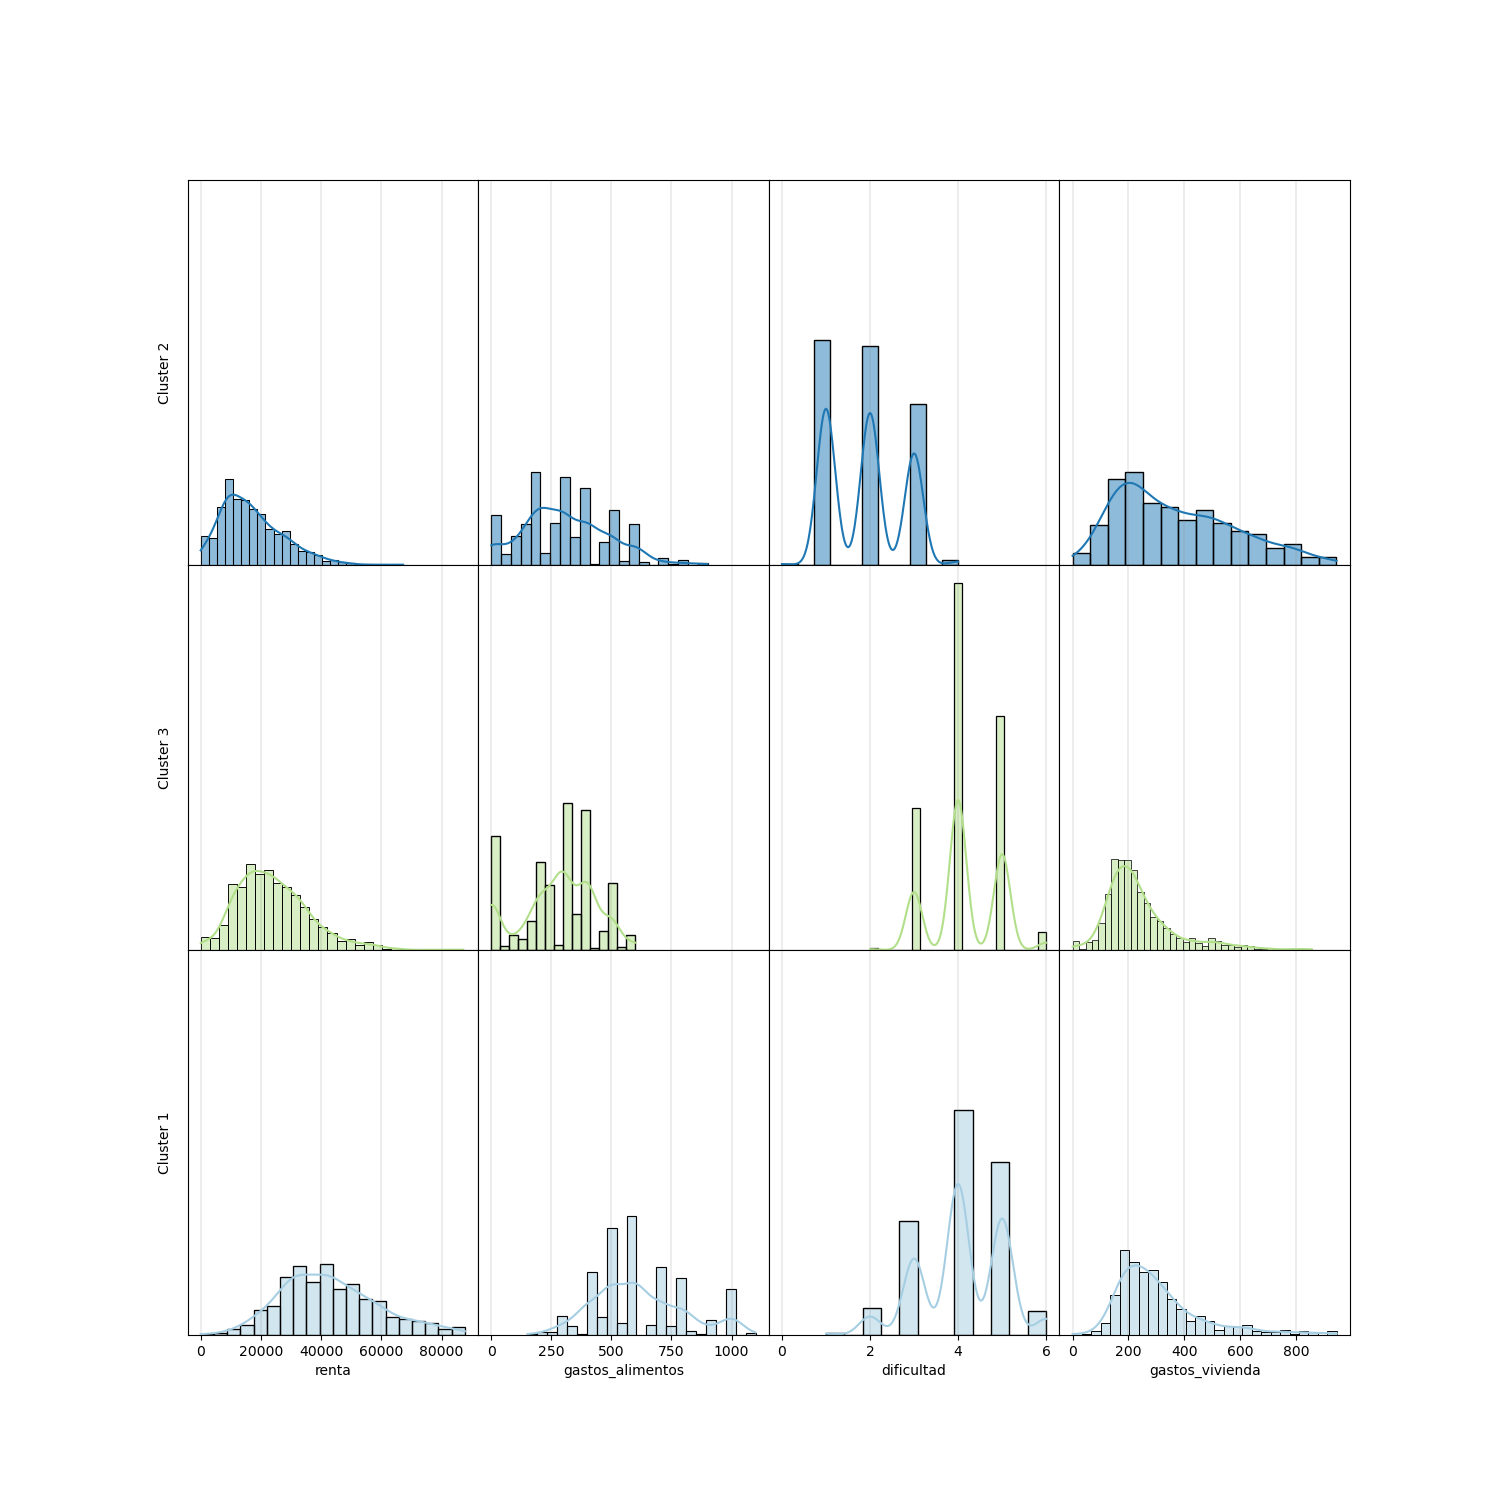 Cluster 2
Cluster 3
Cluster 1
0 20000 40000 60000 80000
renta
0 250 500 750 1000
gastos_alimentos
0 2 4 6
dificultad
0 200 400 600 800
gastos_vivienda